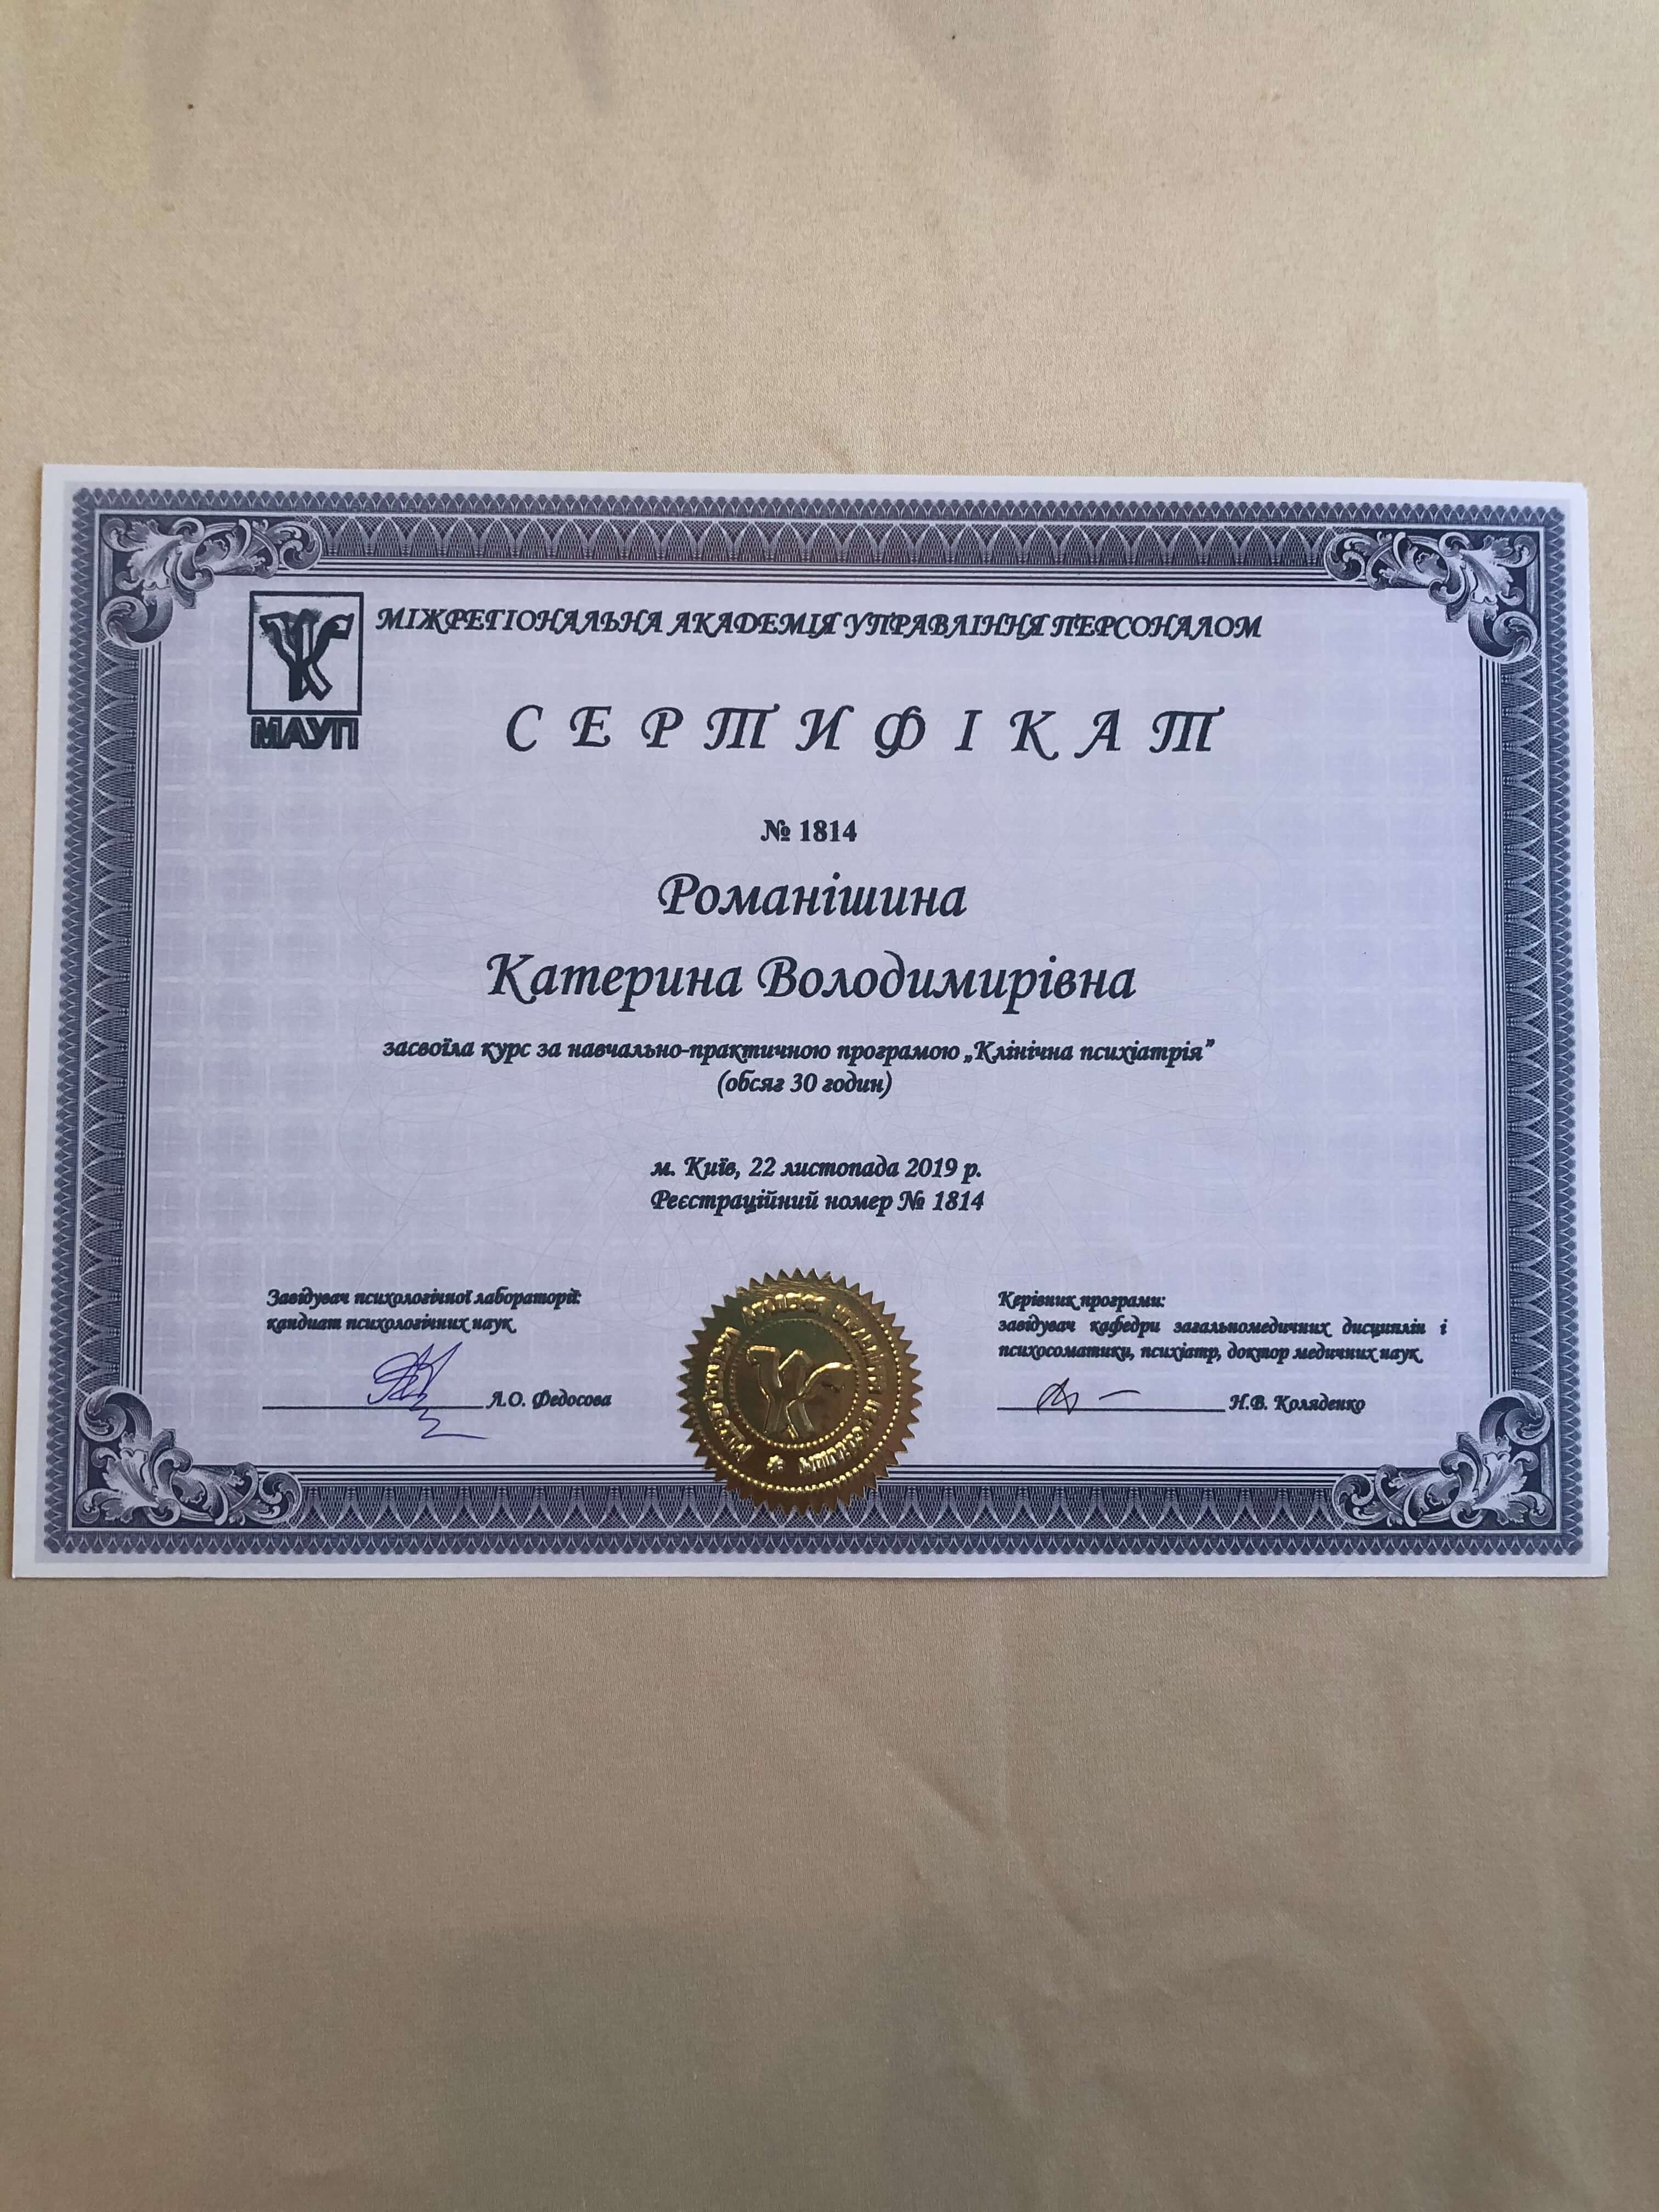 МІЖРЕГІОНАЛЬНА АКАДЕМІЯ УПРАВЛІННЯ ПЕРСОНАЛОМ
МАУП
СЕРТИФІКАТ
№ 1814
Романішина
Катерина Володимирівна
засвоїла курс за навчально-практичною програмою „Клінічна психіатрія”
(обсяг 30 годин)
м. Київ, 22 листопада 2019 р.
Реєстраційний номер № 1814
Завідувач психологічної лабораторії:
кандиат психологічних наук
Л.О. Федосова
Керівник програми:
завідувач кафедри загальномедичних дисциплін і
психосоматики, психіатр, доктор медичних наук
Н.В. Коляденко